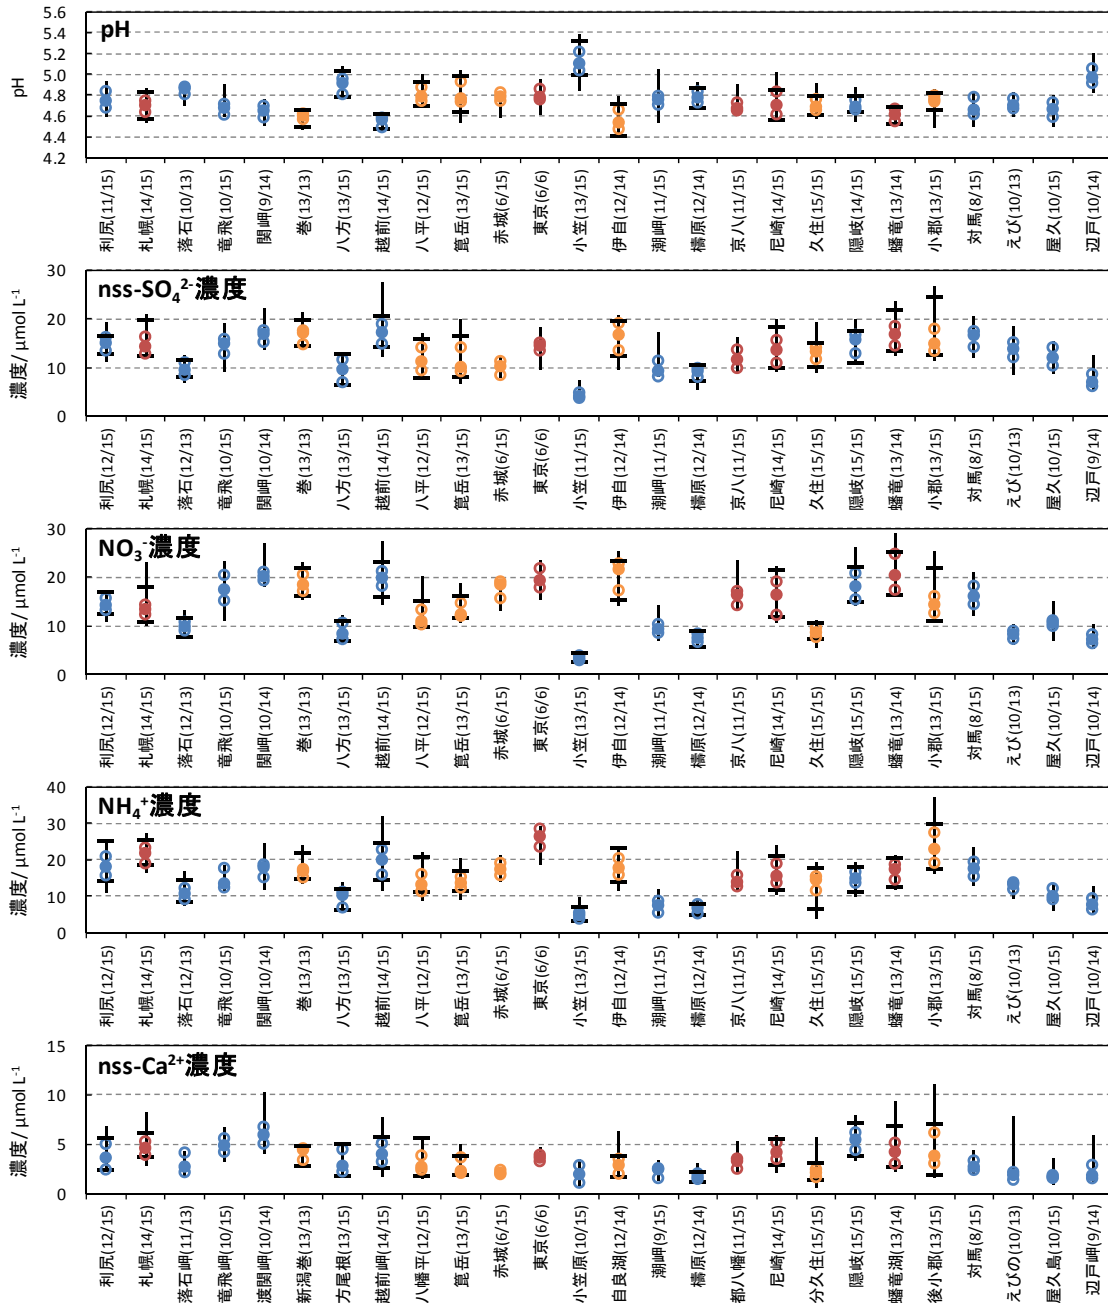 pH
pH
5.6
5.4
5.2
5.0
4.8
4.6
4.4
4.2
利尻(11/15)
札幌(14/15)
落石(10/13)
竜飛(10/15)
関岬(9/14)
巻(13/13)
八方(13/15)
越前(14/15)
八平(12/15)
箟岳(13/15)
赤城(6/15)
東京(6/6)
小笠(11/15)
伊自(12/14)
潮岬(11/15)
檮原(12/14)
京八(11/15)
尼崎(14/15)
久住(15/15)
隠岐(14/15)
蟠竜(13/14)
小郡(13/15)
対馬(8/15)
えび(10/13)
屋久(10/15)
辺戸(9/14)
nss-SO₄²⁻濃度
濃度/ μmol L⁻¹
30
20
10
0
利尻(12/15)
札幌(14/15)
落石(12/13)
竜飛(10/15)
関岬(10/14)
巻(13/13)
八方(13/15)
越前(14/15)
八平(12/15)
箟岳(13/15)
赤城(6/15)
東京(6/6)
小笠(11/15)
伊自(12/14)
潮岬(11/15)
檮原(12/14)
京八(11/15)
尼崎(14/15)
久住(15/15)
隠岐(15/15)
蟠竜(13/14)
小郡(13/15)
対馬(8/15)
えび(10/13)
屋久(10/15)
辺戸(9/14)
NO₃⁻濃度
濃度/ μmol L⁻¹
30
20
10
0
利尻(12/15)
札幌(14/15)
落石(12/13)
竜飛(10/15)
関岬(10/14)
巻(13/13)
八方(13/15)
越前(14/15)
八平(12/15)
箟岳(13/15)
赤城(6/15)
東京(6/6)
小笠(13/15)
伊自(12/14)
潮岬(11/15)
檮原(12/14)
京八(11/15)
尼崎(14/15)
久住(15/15)
隠岐(15/15)
蟠竜(13/14)
小郡(13/15)
対馬(8/15)
えび(10/13)
屋久(10/15)
辺戸(10/14)
NH₄⁺濃度
濃度/ μmol L⁻¹
40
30
20
10
0
利尻(12/15)
札幌(14/15)
落石(12/13)
竜飛(10/15)
関岬(10/14)
巻(13/13)
八方(13/15)
越前(14/15)
八平(12/15)
箟岳(13/15)
赤城(6/15)
東京(6/6)
小笠(13/15)
伊自(12/14)
潮岬(11/15)
檮原(12/14)
京八(11/15)
尼崎(14/15)
久住(15/15)
隠岐(15/15)
蟠竜(13/14)
小郡(13/15)
対馬(8/15)
えび(10/13)
屋久(10/15)
辺戸(10/14)
nss-Ca²⁺濃度
濃度/ μmol L⁻¹
15
10
5
0
利尻(12/15)
札幌(14/15)
落石岬(11/13)
竜飛岬(10/15)
渡関岬(10/14)
新潟巻(13/13)
方尾根(13/15)
越前岬(14/15)
八幡平(12/15)
箟岳(13/15)
赤城(6/15)
東京(6/6)
小笠原(10/15)
自良湖(12/14)
潮岬(9/15)
檮原(12/14)
都八幡(11/15)
尼崎(14/15)
分久住(15/15)
隠岐(15/15)
蟠竜湖(13/14)
後小郡(13/15)
対馬(8/15)
えびの(10/13)
屋久島(10/15)
辺戸岬(9/14)